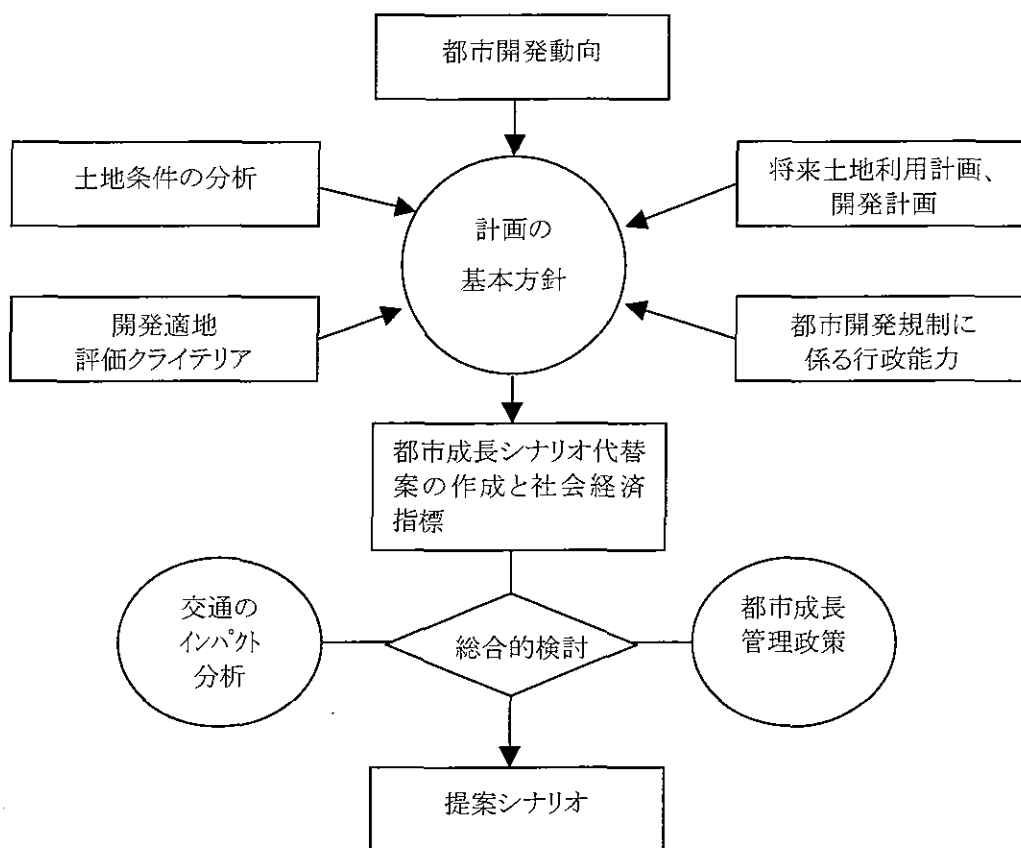 都市開発動向
土地条件の分析
将来土地利用計画、
開発計画
計画の
基本方針
開発適地
評価クライテリア
都市開発規制に
係る行政能力
都市成長シナリオ代替
案の作成と社会経済
指標
交通の
インパクト
分析
総合的検討
都市成長
管理政策
提案シナリオ